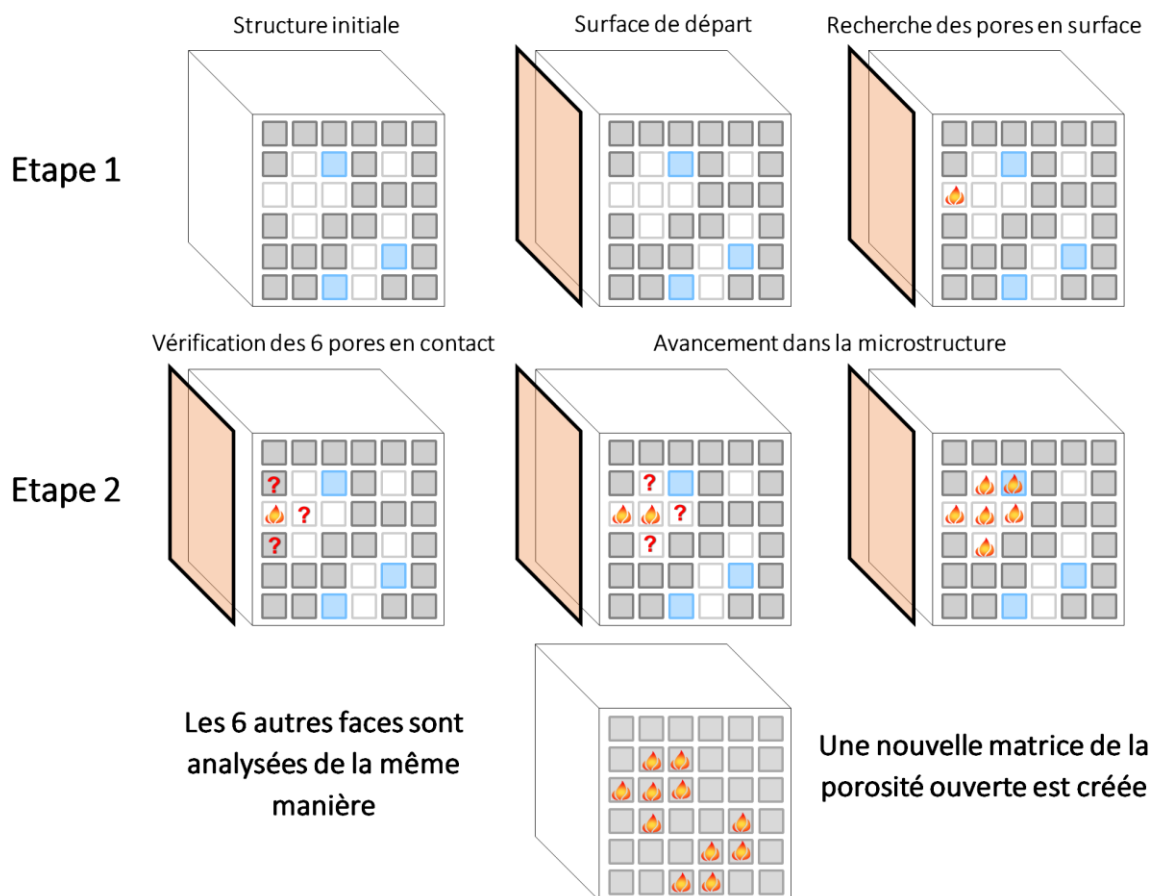 Structure initiale
Surface de départ
Recherche des pores en surface
Etape 1
Vérification des 6 pores en contact
Avancement dans la microstructure
Etape 2
?
?
?
?
?
?
Les 6 autres faces sont
analysées de la même
manière
Une nouvelle matrice de la
porosité ouverte est créée